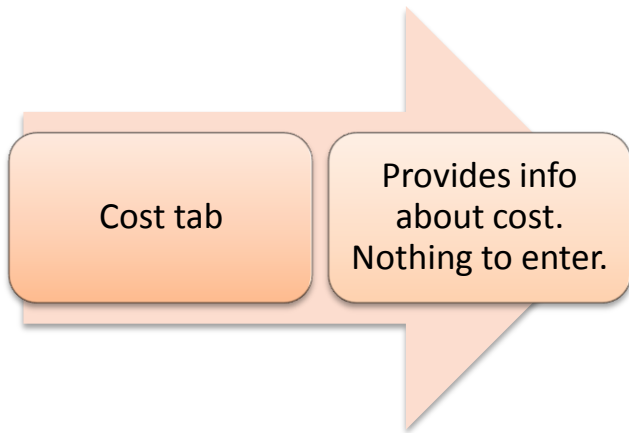 Cost tab
Provides info
about cost.
Nothing to enter.